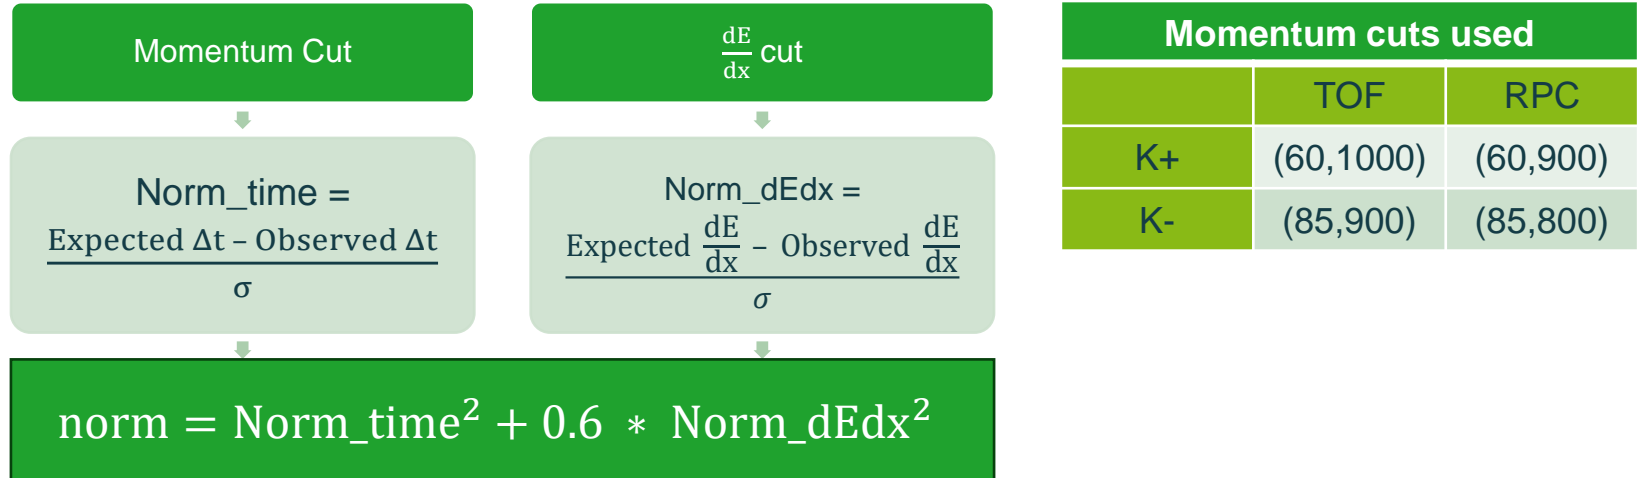 Momentum Cut
dE
dx
cut
Norm_time =
Expected Δt – Observed Δt
σ
Norm_dEdx =
Expected dE/dx – Observed dE/dx
σ
norm = Norm_time² + 0.6 * Norm_dEdx²
Momentum cuts used
TOF RPC
K+ (60,1000) (60,900)
K- (85,900) (85,800)